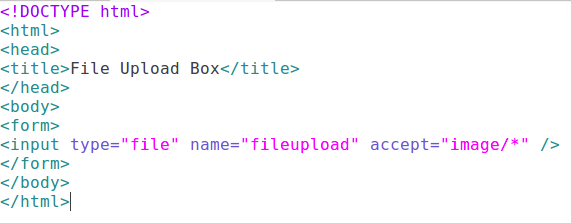 <!DOCTYPE html>
<html>
<head>
<title>File Upload Box</title>
</head>
<body>
<form>
<input type="file" name="fileupload" accept="image/*" />
</form>
</body>
</html>